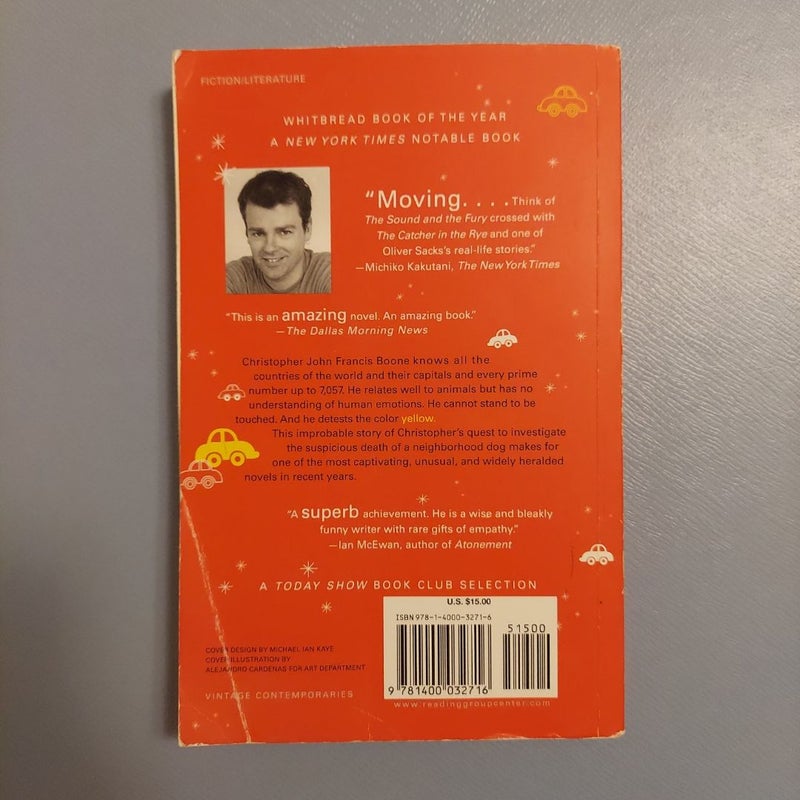 FICTION/LITERATURE
WHITBREAD BOOK OF THE YEAR
A NEW YORK TIMES NOTABLE BOOK
“Moving. . . . Think of
The Sound and the Fury crossed with
The Catcher in the Rye and one of
Oliver Sacks's real-life stories.”
—Michiko Kakutani, The New York Times
“This is an amazing novel. An amazing book.”
—The Dallas Morning News
Christopher John Francis Boone knows all the
countries of the world and their capitals and every prime
number up to 7,057. He relates well to animals but has no
understanding of human emotions. He cannot stand to be
touched. And he detests the color yellow.
This improbable story of Christopher's quest to investigate
the suspicious death of a neighborhood dog makes for
one of the most captivating, unusual, and widely heralded
novels in recent years.
“A superb achievement. He is a wise and bleakly
funny writer with rare gifts of empathy.”
—Ian McEwan, author of Atonement
A TODAY SHOW BOOK CLUB SELECTION
U.S. $15.00
ISBN 978-1-4000-3271-6
51500
9 781400 032716
COVER DESIGN BY MICHAEL IAN KAYE
COVER ILLUSTRATION BY
ALEJANDRO CARDENAS FOR ART DEPARTMENT
VINTAGE CONTEMPORARIES
www.readinggroupcenter.com